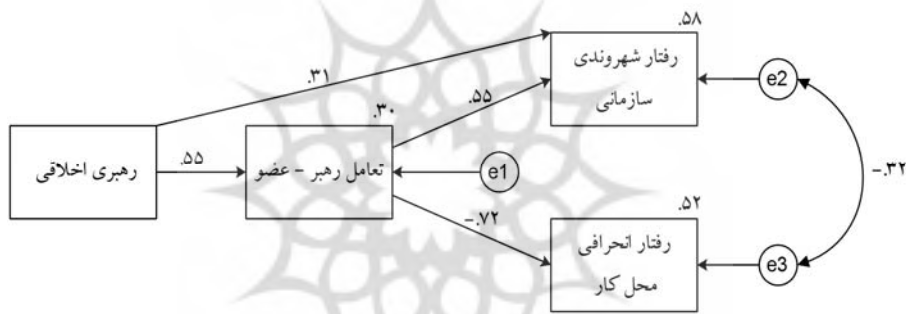 .۵۸
رفتار شهروندی
سازمانی
e2
.۳۱
.۵۵
.۳۰
رهبری اخلاقی
.۵۵
تعامل رهبر - عضو
e1
-.۳۲
-.۷۲
.۵۲
رفتار انحرافی
محل کار
e3